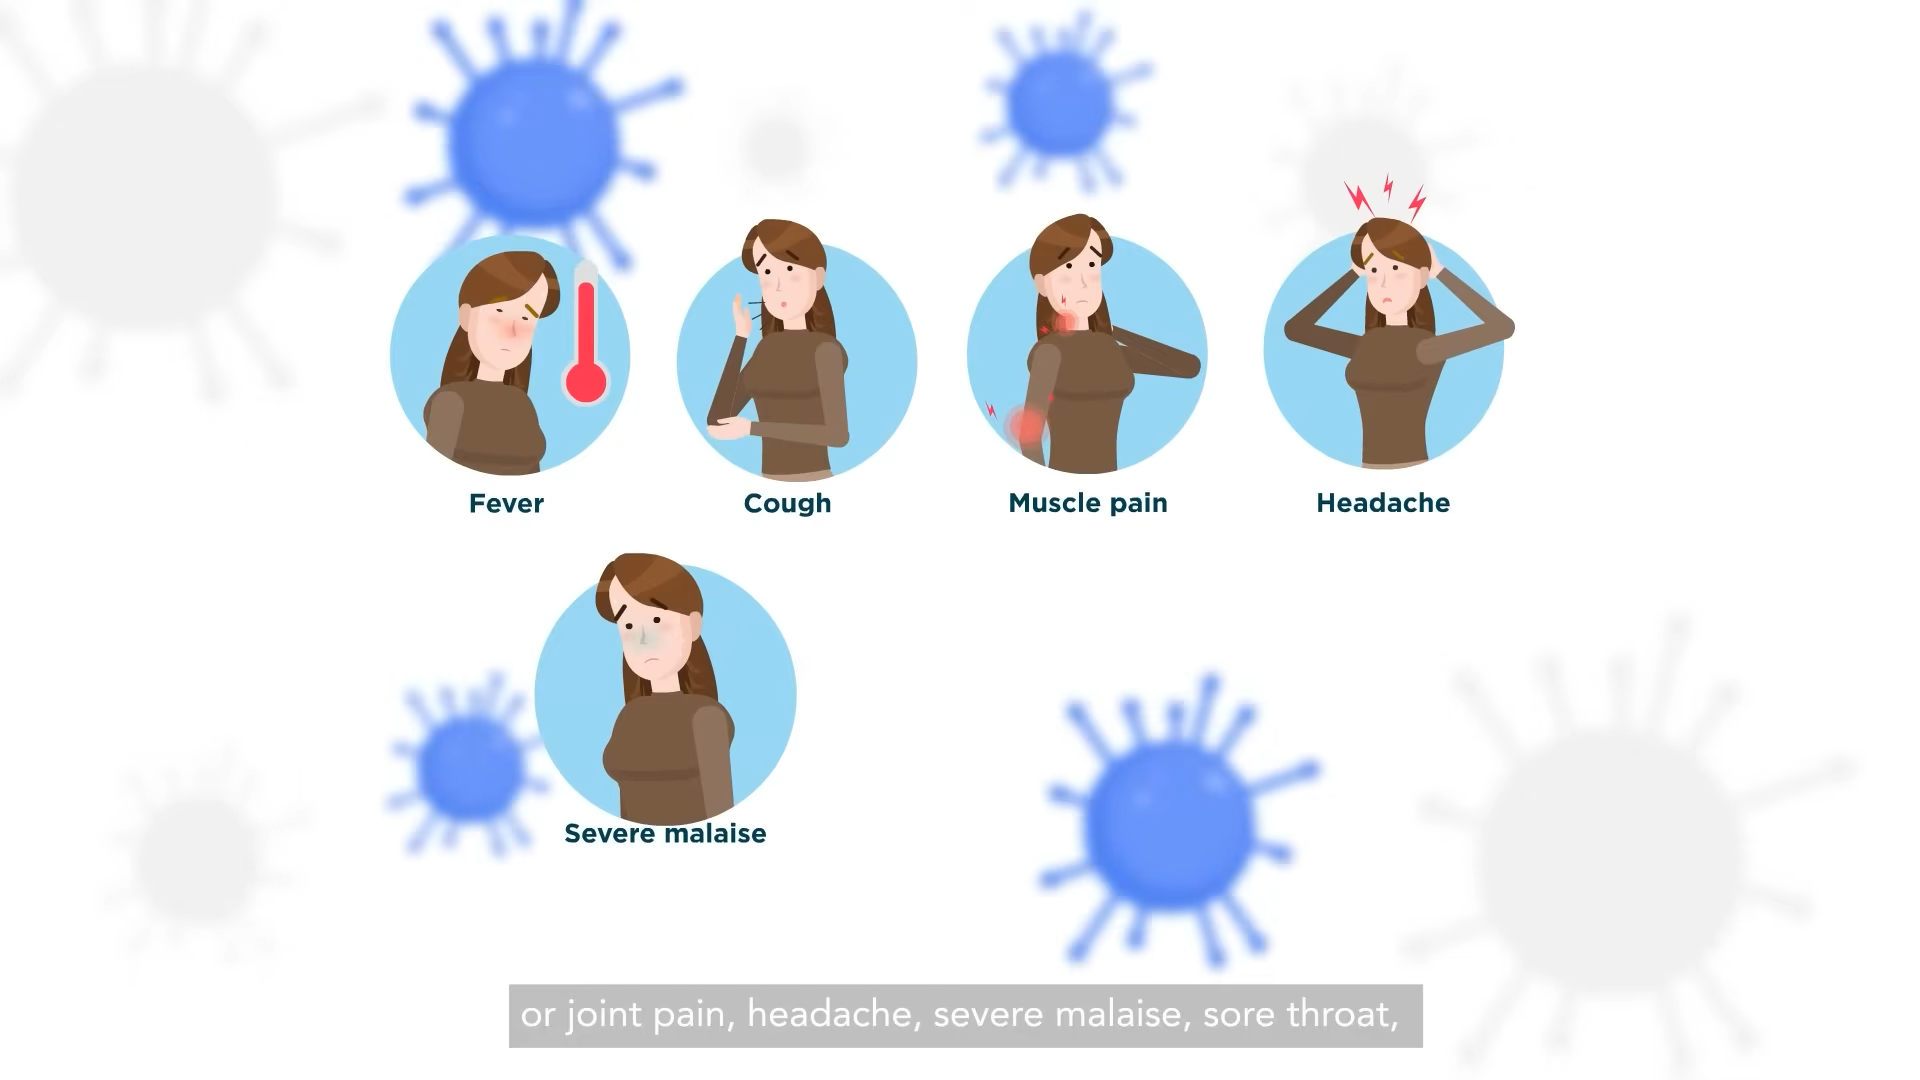 Fever
Cough
Muscle pain
Headache
Severe malaise
or joint pain, headache, severe malaise, sore throat,